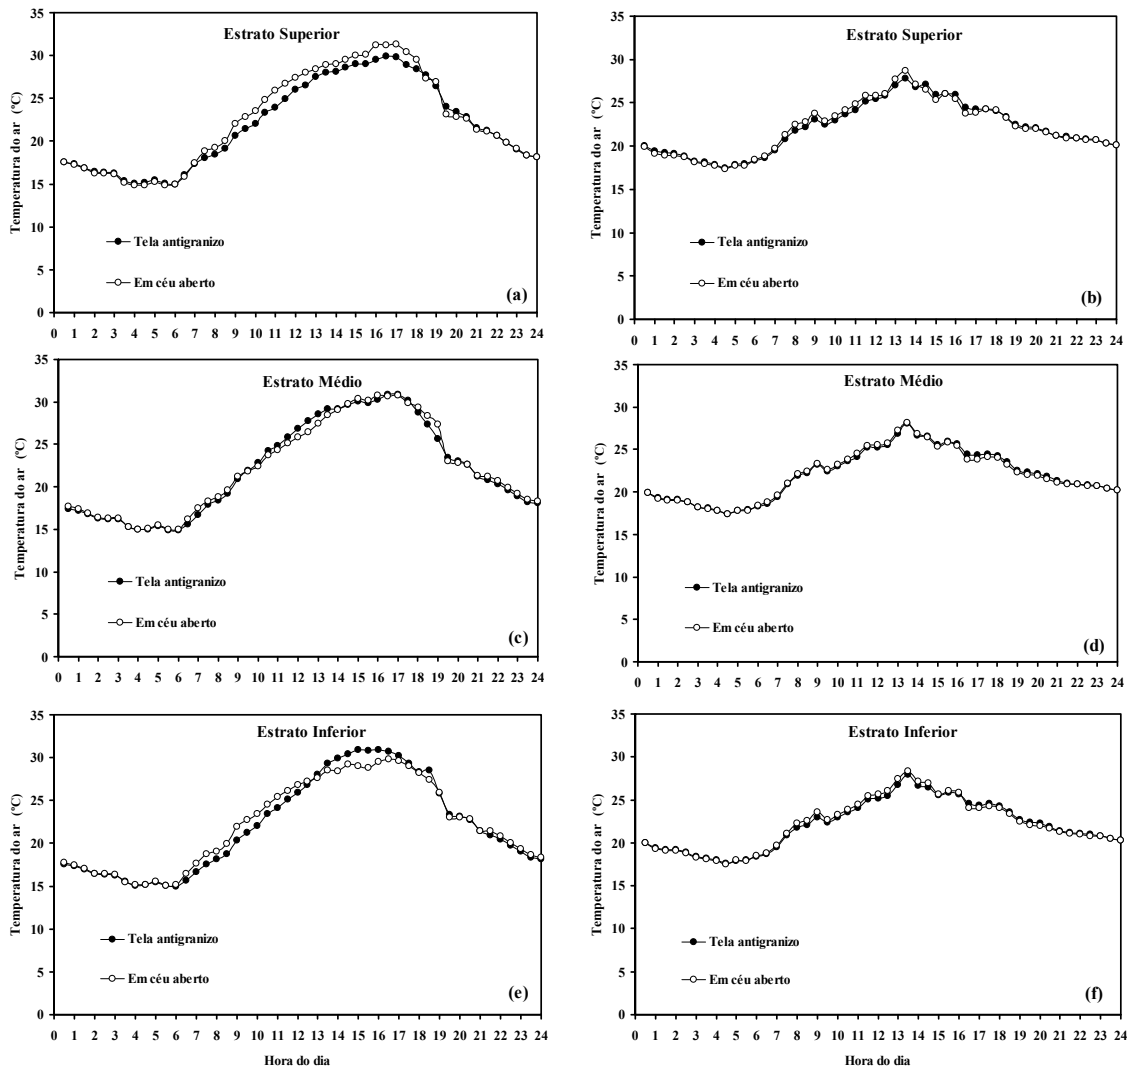 Estrato Superior
Temperatura do ar (ºC)
35
30
25
20
15
10
5
0
Tela antigranizo
Em céu aberto
(a)
0 1 2 3 4 5 6 7 8 9 10 11 12 13 14 15 16 17 18 19 20 21 22 23 24
Estrato Superior
Temperatura do ar (ºC)
35
30
25
20
15
10
5
0
Tela antigranizo
Em céu aberto
(b)
0 1 2 3 4 5 6 7 8 9 10 11 12 13 14 15 16 17 18 19 20 21 22 23 24
Estrato Médio
Temperatura do ar (ºC)
35
30
25
20
15
10
5
0
Tela antigranizo
Em céu aberto
(c)
0 1 2 3 4 5 6 7 8 9 10 11 12 13 14 15 16 17 18 19 20 21 22 23 24
Estrato Médio
Temperatura do ar (ºC)
35
30
25
20
15
10
5
0
Tela antigranizo
Em céu aberto
(d)
0 1 2 3 4 5 6 7 8 9 10 11 12 13 14 15 16 17 18 19 20 21 22 23 24
Estrato Inferior
Temperatura do ar (ºC)
35
30
25
20
15
10
5
0
Tela antigranizo
Em céu aberto
(e)
0 1 2 3 4 5 6 7 8 9 10 11 12 13 14 15 16 17 18 19 20 21 22 23 24
Hora do dia
Estrato Inferior
Temperatura do ar (ºC)
35
30
25
20
15
10
5
0
Tela antigranizo
Em céu aberto
(f)
0 1 2 3 4 5 6 7 8 9 10 11 12 13 14 15 16 17 18 19 20 21 22 23 24
Hora do dia